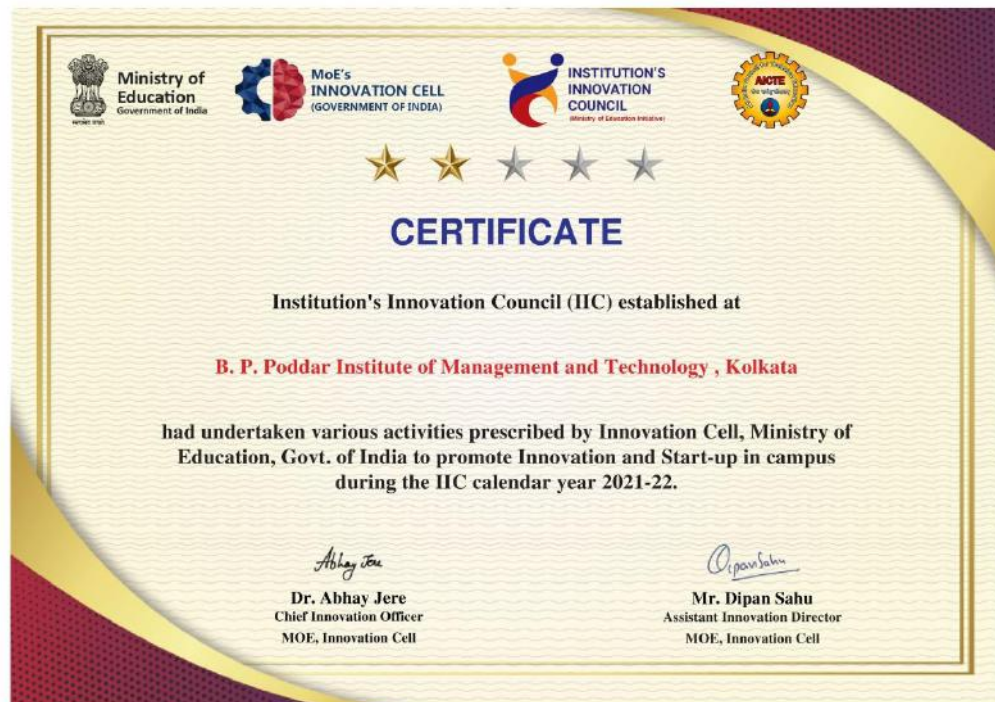 Ministry of
Education
Government of India
MoE's
INNOVATION CELL
(GOVERNMENT OF INDIA)
INSTITUTION'S
INNOVATION
COUNCIL
(Ministry of Education Initiative)
AICTE
CERTIFICATE
Institution's Innovation Council (IIC) established at
B. P. Poddar Institute of Management and Technology , Kolkata
had undertaken various activities prescribed by Innovation Cell, Ministry of
Education, Govt. of India to promote Innovation and Start-up in campus
during the IIC calendar year 2021-22.
Abhay Jere
Dipan Sahu
Dr. Abhay Jere
Chief Innovation Officer
MOE, Innovation Cell
Mr. Dipan Sahu
Assistant Innovation Director
MOE, Innovation Cell